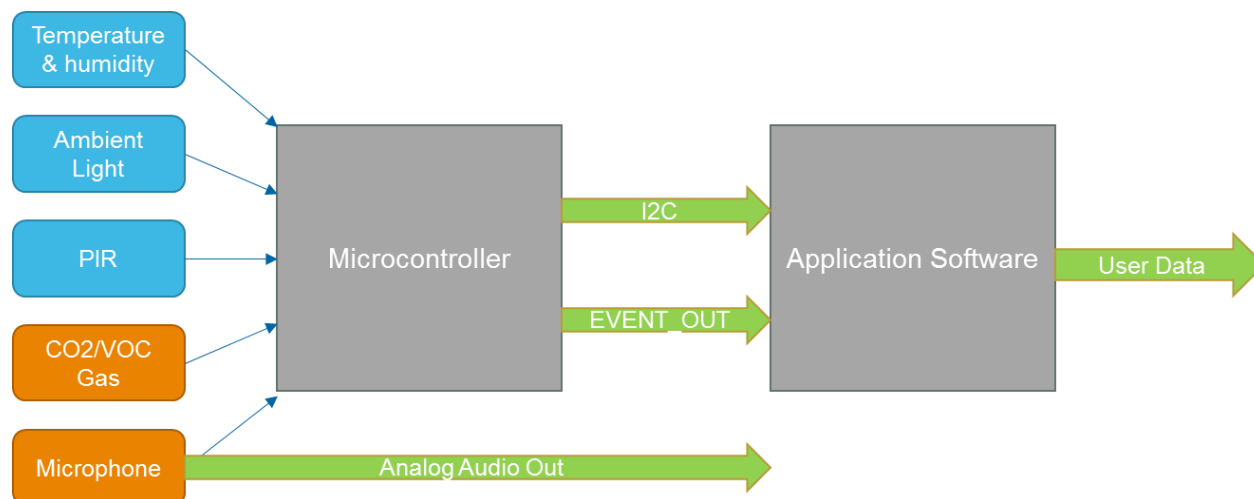 Temperature
& humidity
Ambient
Light
PIR
CO2/VOC
Gas
Microphone
Microcontroller
I2C
EVENT_OUT
Analog Audio Out
Application Software
User Data